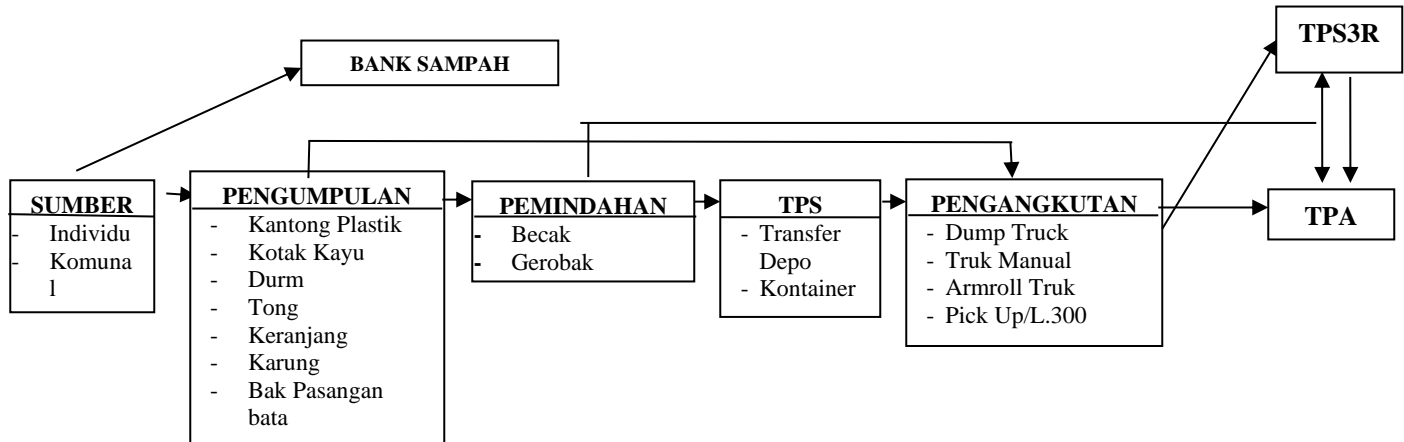 TPS3R
BANK SAMPAH
SUMBER
- Individu
- Komuna
l
PENGUMPULAN
- Kantong Plastik
- Kotak Kayu
- Durm
- Tong
- Keranjang
- Karung
- Bak Pasangan
bata
PEMINDAHAN
- Becak
- Gerobak
TPS
- Transfer
Depo
- Kontainer
PENGANGKUTAN
- Dump Truck
- Truk Manual
- Armroll Truk
- Pick Up/L.300
TPA